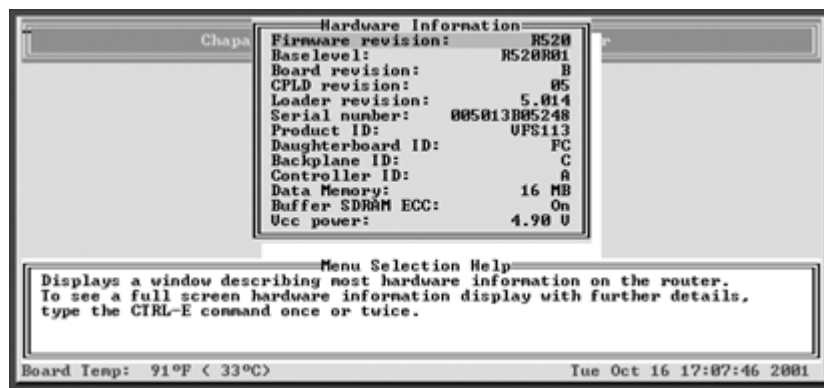 Hardware Information
Chapa r
Firmware revision: R520
Baselevel: R520R01
Board revision: B
CPLD revision: 05
Loader revision: 5.014
Serial number: 005013B05248
Product ID: VFS113
Daughterboard ID: FC
Backplane ID: C
Controller ID: A
Data Memory: 16 MB
Buffer SDRAM ECC: On
Vcc power: 4.90 V
Menu Selection Help
Displays a window describing most hardware information on the router.
To see a full screen hardware information display with further details,
type the CTRL-E command once or twice.
Board Temp: 91ºF ( 33ºC) Tue Oct 16 17:07:46 2001